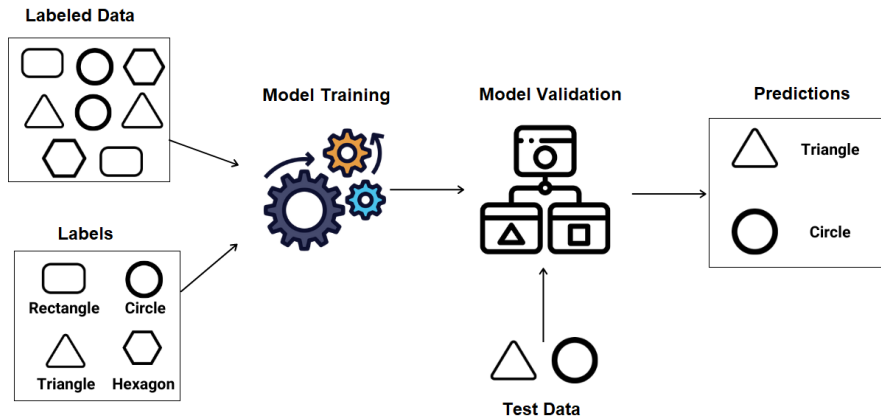 Labeled Data
Model Training
Model Validation
Predictions
Triangle
Circle
Labels
Rectangle
Circle
Triangle
Hexagon
Test Data